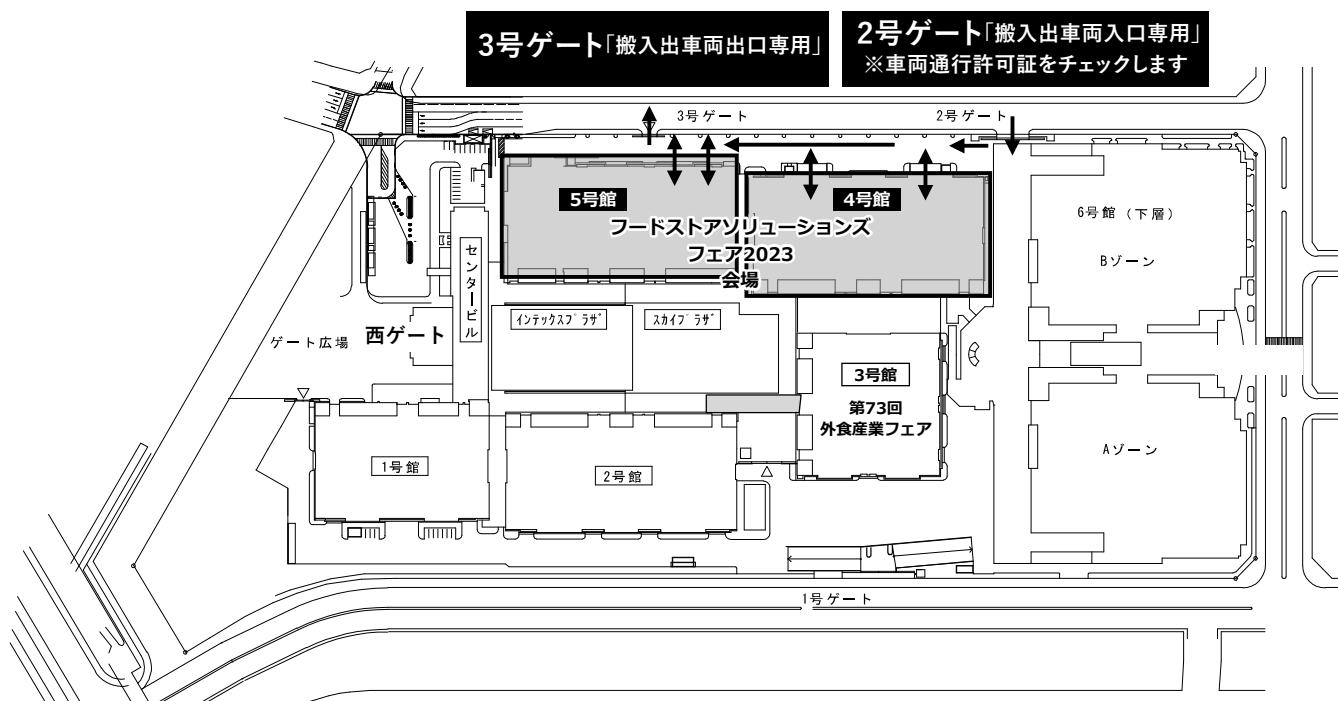 3号ゲート「搬入出車両出口専用」
2号ゲート「搬入出車両入口専用」
※車両通行許可証をチェックします
3号ゲート
2号ゲート
5号館
4号館
フードストアソリューションズ
フェア2023
会場
6号館（下層）
Bゾーン
センタービル
インテックスプラザ
スカイプラザ
ゲート広場
西ゲート
3号館
第73回
外食産業フェア
Aゾーン
1号館
2号館
1号ゲート